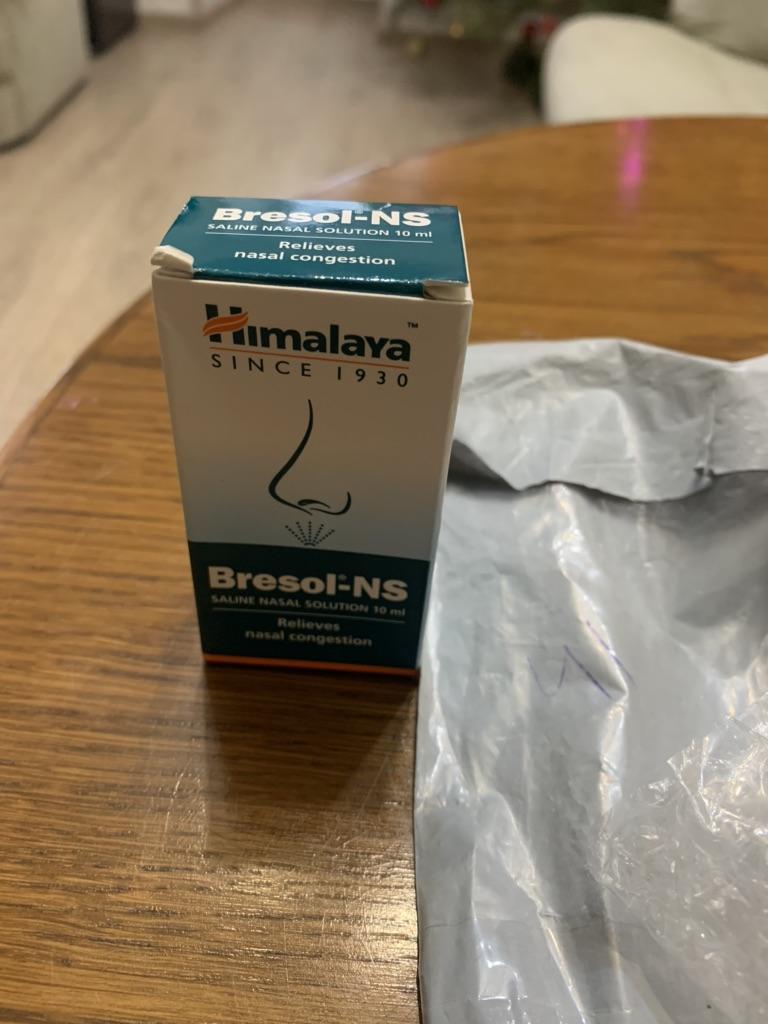 Bresol®-NS
SALINE NASAL SOLUTION 10 ml
Relieves
nasal congestion
Himalaya™
SINCE 1930
Bresol®-NS
SALINE NASAL SOLUTION 10 ml
Relieves
nasal congestion